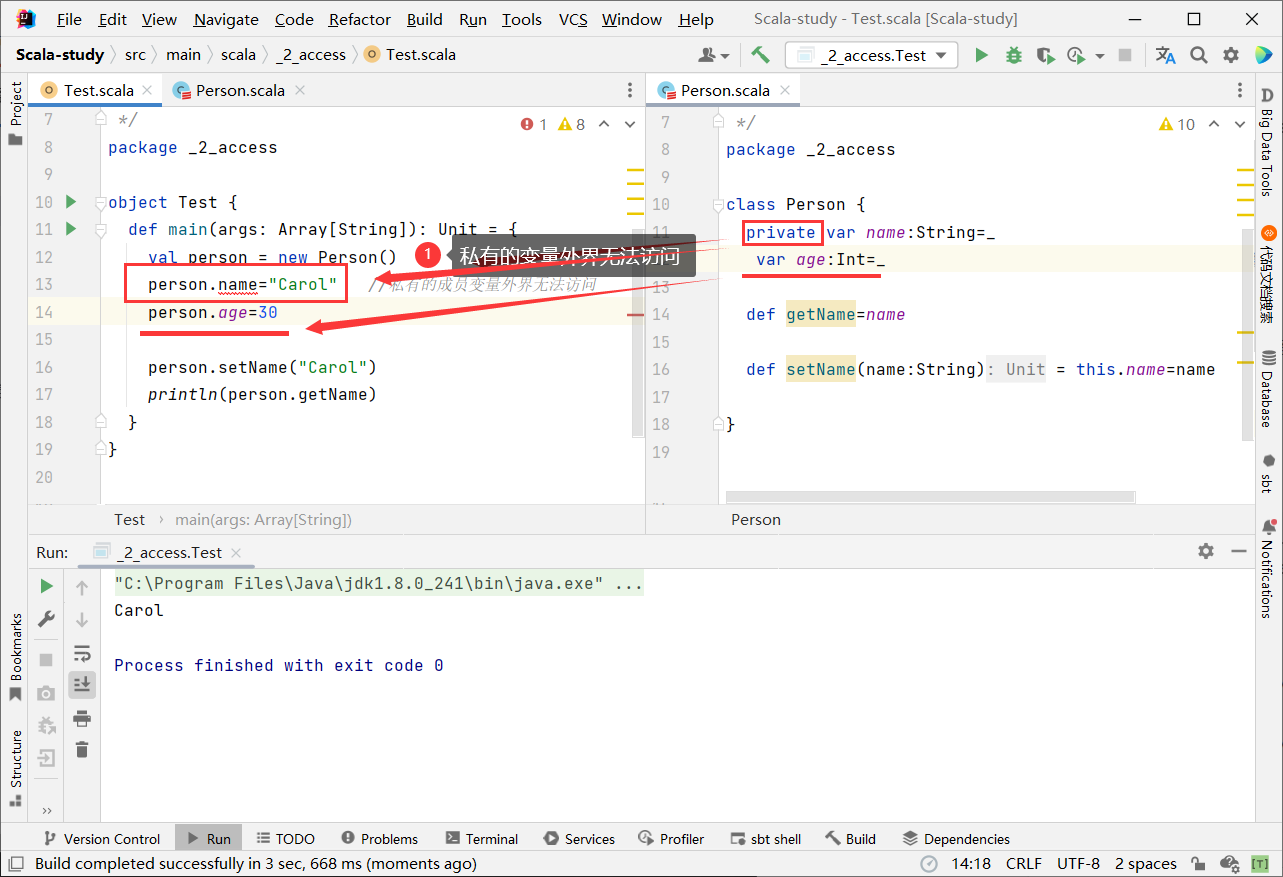 File Edit View Navigate Code Refactor Build Run Tools VCS Window Help Scala-study - Test.scala [Scala-study]
Scala-study src main scala _2_access Test.scala _2_access.Test
Project
Test.scala Person.scala
1 8
7 */
8 package _2_access
9
10 object Test {
11 def main(args: Array[String]): Unit = {
12 val person = new Person()
1 私有的变量外界无法访问
13 person.name="Carol" //私有的成员变量外界无法访问
14 person.age=30
15
16 person.setName("Carol")
17 println(person.getName)
18 }
19 }
20
Test › main(args: Array[String])
Person.scala
10
7 */
8 package _2_access
9
10 class Person {
11 private var name:String=_
var age:Int=_
13
14 def getName=name
15
16 def setName(name:String): Unit = this.name=name
17
18 }
19
Person
D Big Data Tools
代码文档搜索
Database
sbt
Notifications
Run: _2_access.Test
"C:\Program Files\Java\jdk1.8.0_241\bin\java.exe" ...
Carol
Process finished with exit code 0
Bookmarks
Structure
Version Control Run TODO Problems Terminal Services Profiler sbt shell Build Dependencies
Build completed successfully in 3 sec, 668 ms (moments ago) 14:18 CRLF UTF-8 2 spaces [T]